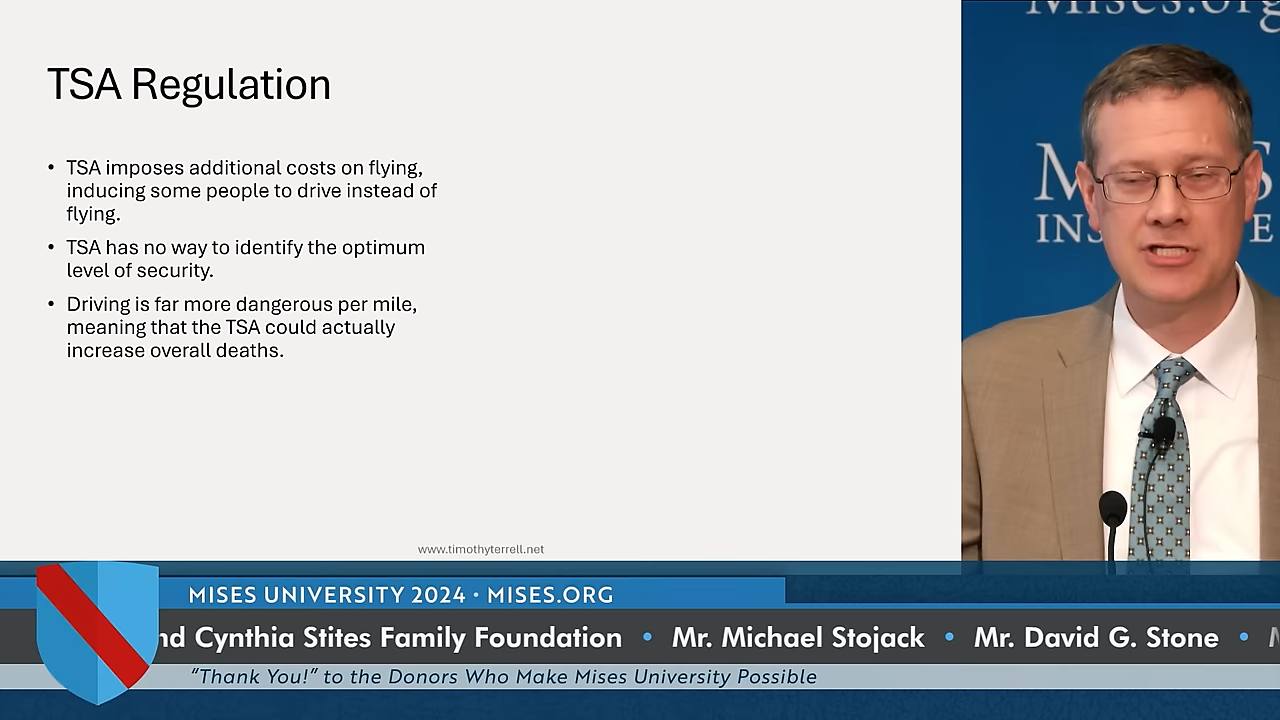 TSA Regulation
• TSA imposes additional costs on flying,
inducing some people to drive instead of
flying.
• TSA has no way to identify the optimum
level of security.
• Driving is far more dangerous per mile,
meaning that the TSA could actually
increase overall deaths.
www.timothyterrell.net
Mises.org
INS
MISES UNIVERSITY 2024 • MISES.ORG
nd Cynthia Stites Family Foundation • Mr. Michael Stojack • Mr. David G. Stone •
“Thank You!” to the Donors Who Make Mises University Possible